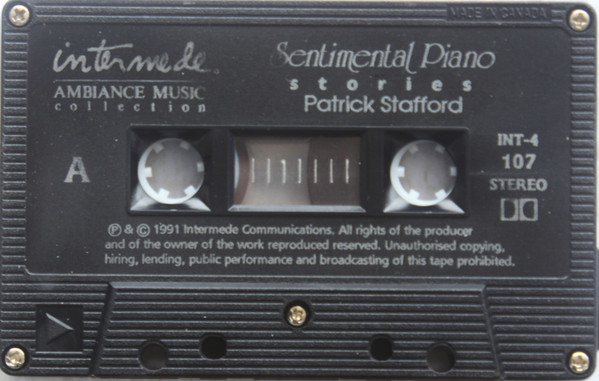 MADE IN CANADA
intermede
AMBIANCE MUSIC
collection
Sentimental Piano
stories
Patrick Stafford
A
INT-4
107
STEREO
℗ & © 1991 Intermede Communications. All rights of the producer
and of the owner of the work reproduced reserved. Unauthorised copying,
hiring, lending, public performance and broadcasting of this tape prohibited.